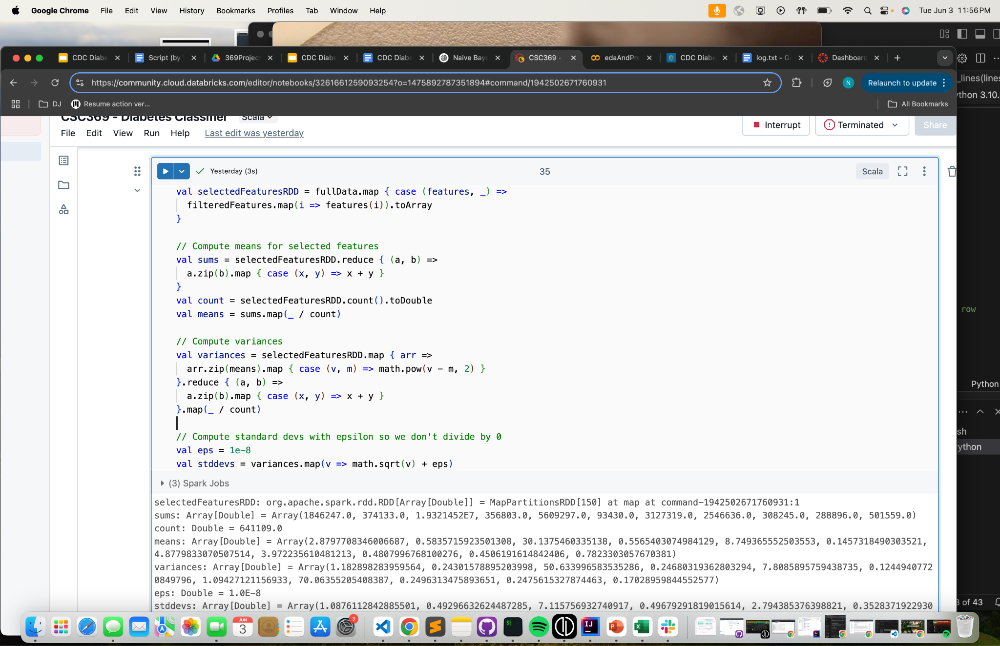 Google Chrome File Edit View History Bookmarks Profiles Tab Window Help Tue Jun 3 11:56 PM
CDC Diabe Script (by 369Projec CDC Diabe CDC Diabe Naive Baye CSC369 - edaAndPre CDC Diabe log.txt - G Dashboard
https://community.cloud.databricks.com/editor/notebooks/3261661259093254?o=1475892787351894#command/1942502671760931 N Relaunch to update
DJ Resume action ver... All Bookmarks
_lines(lines
thon 3.10.
CSC369 - Diabetes Classifier Scala
File Edit View Run Help Last edit was yesterday Interrupt Terminated Share
Yesterday (3s) 35 Scala
val selectedFeaturesRDD = fullData.map { case (features, _) =>
filteredFeatures.map(i => features(i)).toArray
}
// Compute means for selected features
val sums = selectedFeaturesRDD.reduce { (a, b) =>
a.zip(b).map { case (x, y) => x + y }
}
val count = selectedFeaturesRDD.count().toDouble
val means = sums.map(_ / count)
row
// Compute variances
val variances = selectedFeaturesRDD.map { arr =>
arr.zip(means).map { case (v, m) => math.pow(v - m, 2) }
}.reduce { (a, b) =>
a.zip(b).map { case (x, y) => x + y }
}.map(_ / count)
Python
// Compute standard devs with epsilon so we don't divide by 0
val eps = 1e-8
val stddevs = variances.map(v => math.sqrt(v) + eps)
sh
ython
(3) Spark Jobs
selectedFeaturesRDD: org.apache.spark.rdd.RDD[Array[Double]] = MapPartitionsRDD[150] at map at command-1942502671760931:1
sums: Array[Double] = Array(1846247.0, 374133.0, 1.9321452E7, 356803.0, 5609297.0, 93430.0, 3127319.0, 2546636.0, 308245.0, 288896.0, 501559.0)
count: Double = 641109.0
means: Array[Double] = Array(2.8797708346006687, 0.5835715923501308, 30.1375460335138, 0.5565403074984129, 8.749365552503553, 0.1457318490303521,
4.8779833070507514, 3.972235610481213, 0.4807996768100276, 0.4506191614842406, 0.7823303057670381)
variances: Array[Double] = Array(1.182898283959564, 0.24301578895203998, 50.633996583535286, 0.24680319362803294, 7.8085895759438735, 0.1244940772
0849796, 1.09427121156933, 70.06355205408387, 0.2496313475893651, 0.2475615327874463, 0.17028959844552577)
eps: Double = 1.0E-8
stddevs: Array[Double] = Array(1.0876112842885501, 0.49296632624487285, 7.115756932740917, 0.49679291819015614, 2.794385376398821, 0.3528371922930
of 43
JUN
3
3